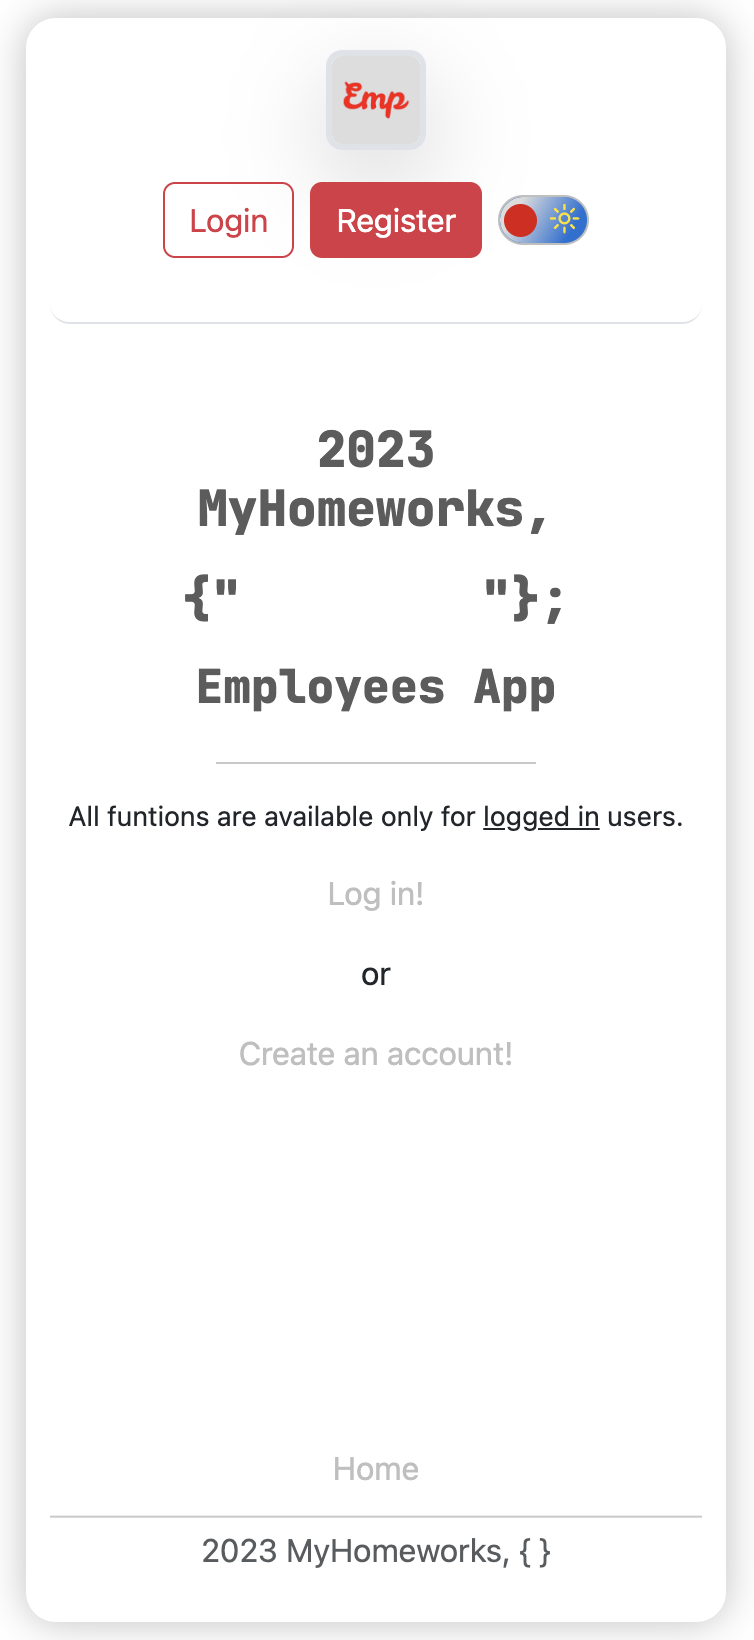 Emp
Login Register
2023
MyHomeworks,
{" "};
Employees App
All funtions are available only for logged in users.
Log in!
or
Create an account!
Home
2023 MyHomeworks, { }